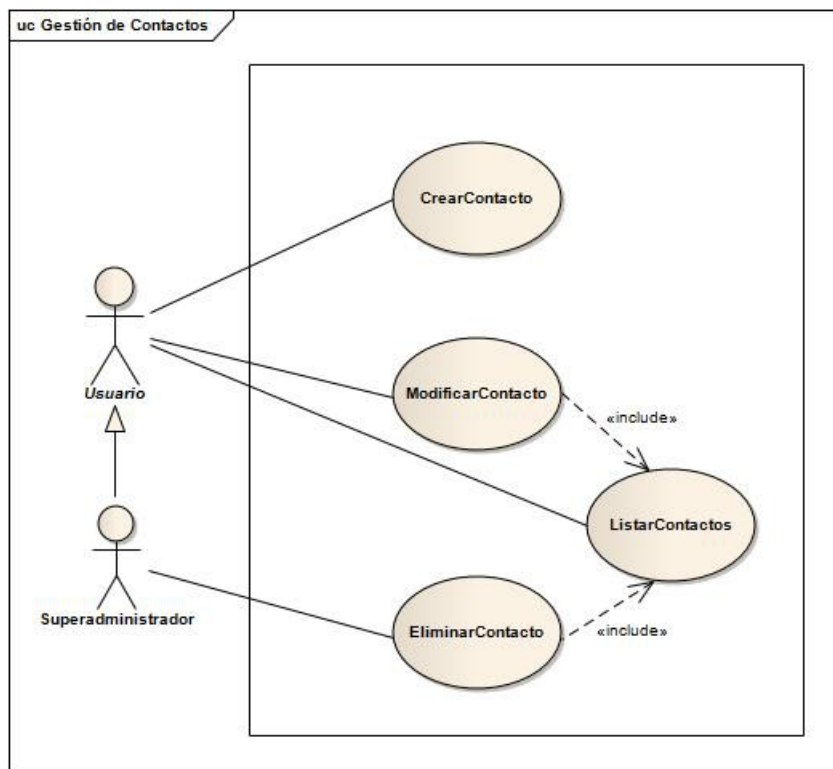 uc Gestión de Contactos
CrearContacto
Usuario
ModificarContacto
«include»
ListarContactos
Superadministrador
EliminarContacto
«include»